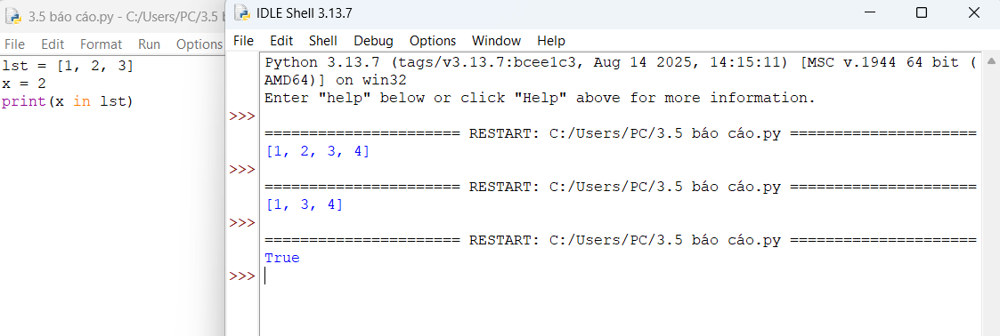 3.5 báo cáo.py - C:/Users/PC/3.5 b
File Edit Format Run Options
lst = [1, 2, 3]
x = 2
print(x in lst)
IDLE Shell 3.13.7
File Edit Shell Debug Options Window Help
Python 3.13.7 (tags/v3.13.7:bcee1c3, Aug 14 2025, 14:15:11) [MSC v.1944 64 bit (
AMD64)] on win32
Enter "help" below or click "Help" above for more information.
>>>
====================== RESTART: C:/Users/PC/3.5 báo cáo.py =====================
[1, 2, 3, 4]
>>>
====================== RESTART: C:/Users/PC/3.5 báo cáo.py =====================
[1, 3, 4]
>>>
====================== RESTART: C:/Users/PC/3.5 báo cáo.py =====================
True
>>>